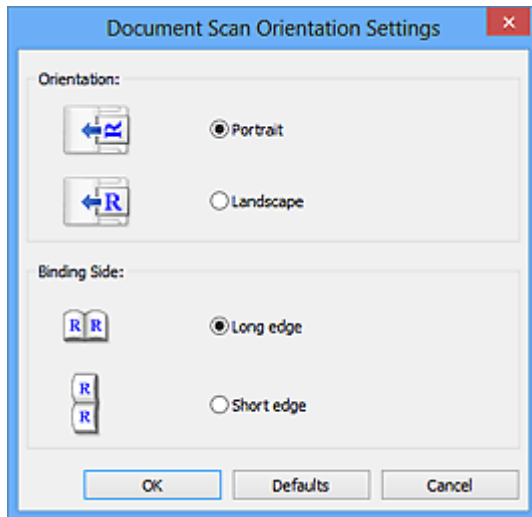 Document Scan Orientation Settings
Orientation:
R
Portrait
R
Landscape
Binding Side:
R R
Long edge
R
R
Short edge
OK Defaults Cancel